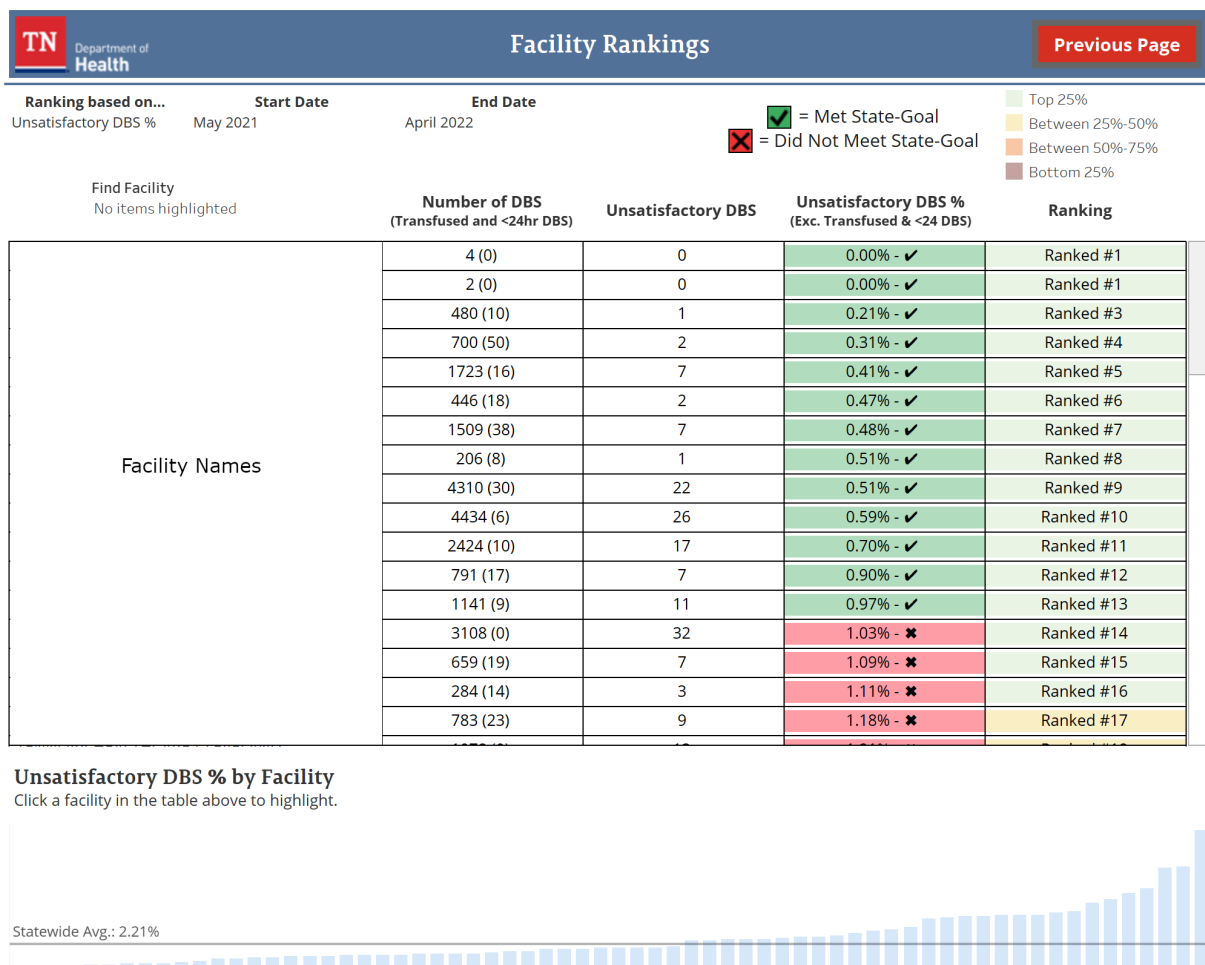 TN Department of Health
Facility Rankings
Previous Page
Ranking based on... Start Date End Date
Unsatisfactory DBS % May 2021 April 2022
✔ = Met State-Goal
✖ = Did Not Meet State-Goal
Top 25%
Between 25%-50%
Between 50%-75%
Bottom 25%
Find Facility
No items highlighted
Number of DBS (Transfused and <24hr DBS) Unsatisfactory DBS Unsatisfactory DBS % (Exc. Transfused & <24 DBS) Ranking
Facility Names
4 (0) 0 0.00% - ✔ Ranked #1
2 (0) 0 0.00% - ✔ Ranked #1
480 (10) 1 0.21% - ✔ Ranked #3
700 (50) 2 0.31% - ✔ Ranked #4
1723 (16) 7 0.41% - ✔ Ranked #5
446 (18) 2 0.47% - ✔ Ranked #6
1509 (38) 7 0.48% - ✔ Ranked #7
206 (8) 1 0.51% - ✔ Ranked #8
4310 (30) 22 0.51% - ✔ Ranked #9
4434 (6) 26 0.59% - ✔ Ranked #10
2424 (10) 17 0.70% - ✔ Ranked #11
791 (17) 7 0.90% - ✔ Ranked #12
1141 (9) 11 0.97% - ✔ Ranked #13
3108 (0) 32 1.03% - ✖ Ranked #14
659 (19) 7 1.09% - ✖ Ranked #15
284 (14) 3 1.11% - ✖ Ranked #16
783 (23) 9 1.18% - ✖ Ranked #17
Unsatisfactory DBS % by Facility
Click a facility in the table above to highlight.
Statewide Avg.: 2.21%